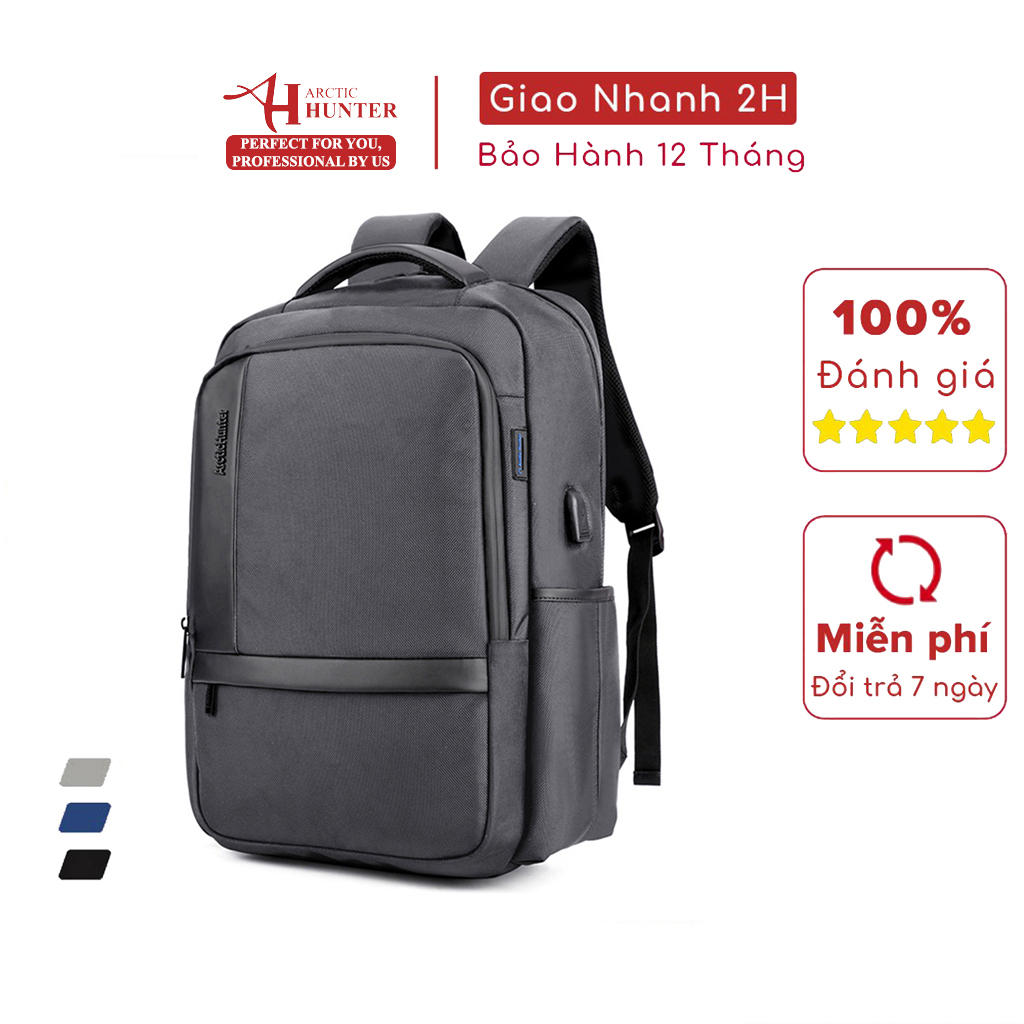 ARCTIC
HUNTER
PERFECT FOR YOU,
PROFESSIONAL BY US
Giao Nhanh 2H
Bảo Hành 12 Tháng
100%
Đánh giá
ArcticHunter
Miễn phí
Đổi trả 7 ngày